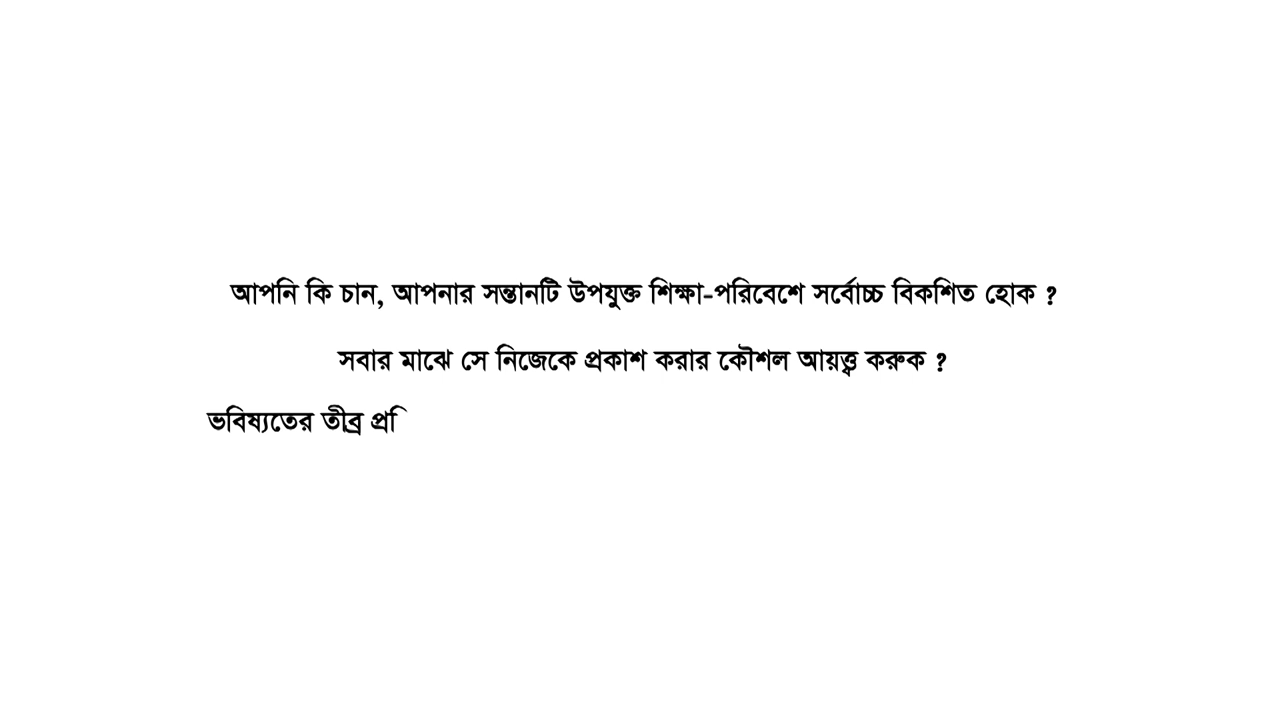 আপনি কি চান, আপনার সন্তানটি উপযুক্ত শিক্ষা-পরিবেশে সর্বোচ্চ বিকশিত হোক ?
সবার মাঝে সে নিজেকে প্রকাশ করার কৌশল আয়ত্ত্ব করুক ?
ভবিষ্যতের তীব্র প্রি